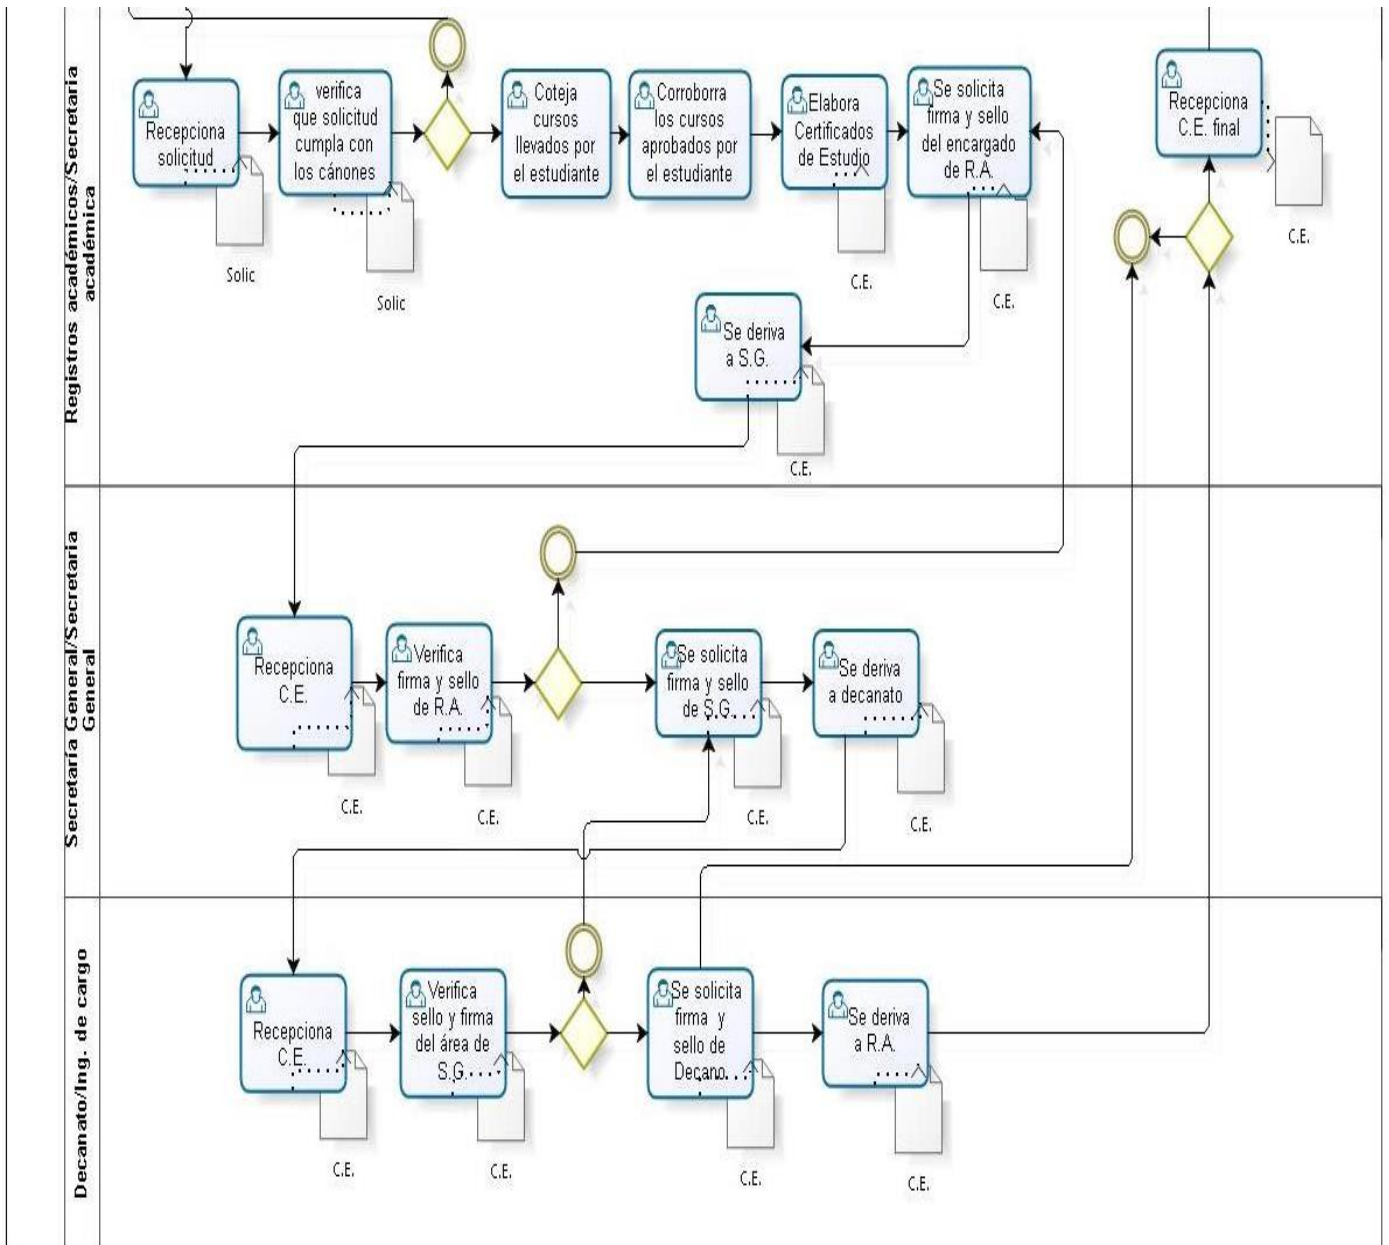 Registros académicos/Secretaria
académica
Recepciona
solicitud
Solic
verifica
que solicitud
cumpla con
los cánones
Solic
Coteja
cursos
llevados por
el estudiante
Corroborra
los cursos
aprobados por
el estudiante
Elabora
Certificados
de Estudio
C.E.
Se solicita
firma y sello
del encargado
de R.A.
C.E.
Recepciona
C.E. final
C.E.
Se deriva
a S.G.
C.E.
Secretaría General/Secretaria
General
Recepciona
C.E.
C.E.
Verifica
firma y sello
de R.A.
C.E.
Se solicita
firma y sello
de S.G.
C.E.
Se deriva
a decanato
C.E.
Decanato/Ing. de cargo
Recepciona
C.E.
C.E.
Verifica
sello y firma
del área de
S.G.
C.E.
Se solicita
firma y
sello de
Decano
C.E.
Se deriva
a R.A.
C.E.